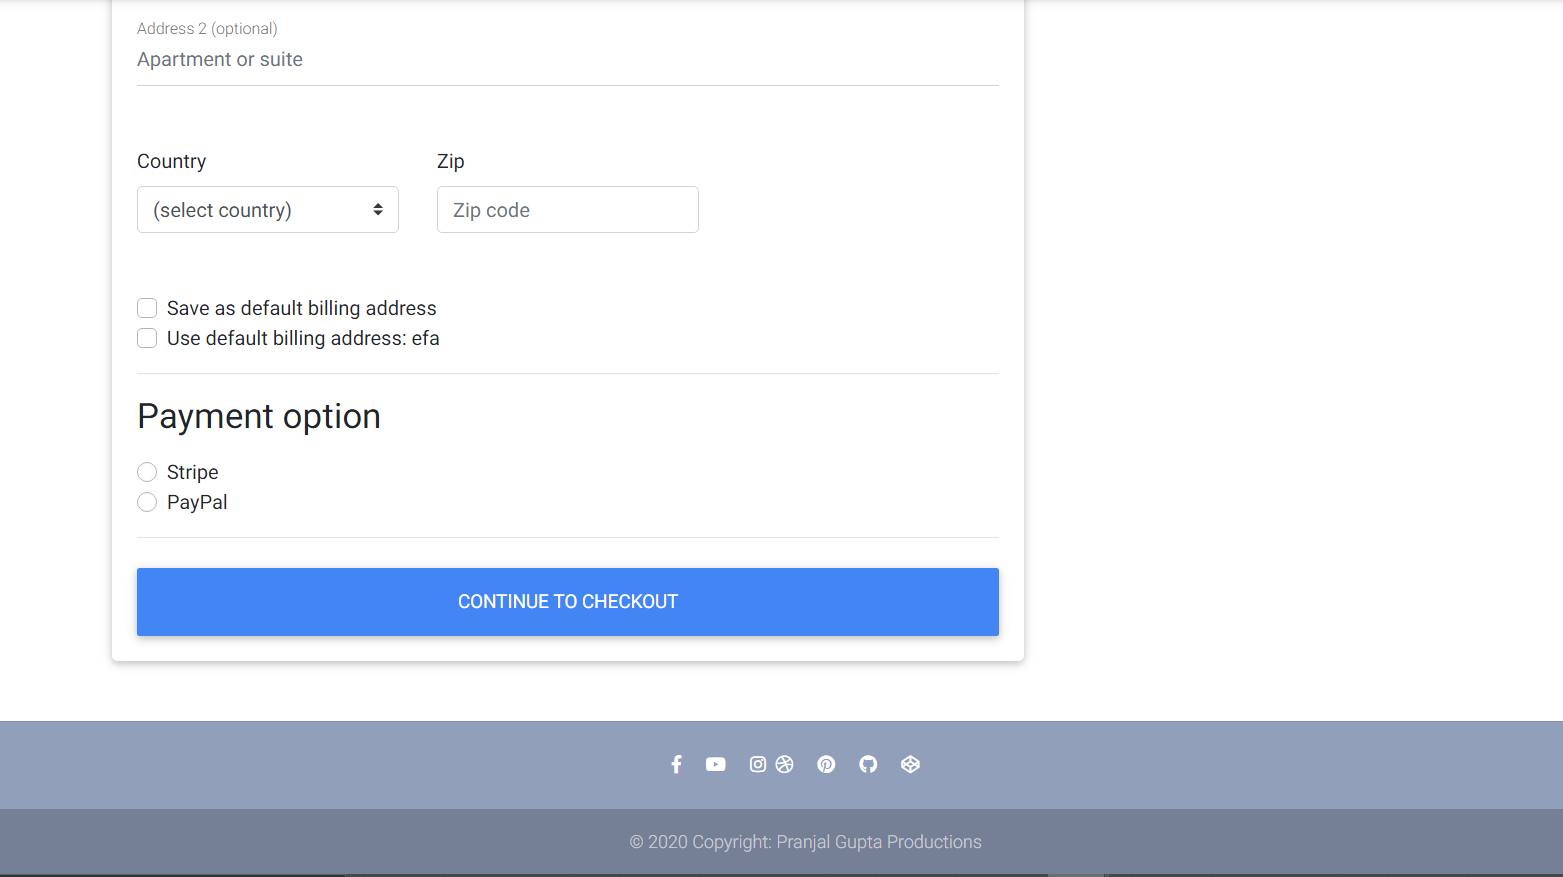 Address 2 (optional)
Apartment or suite
Country
Zip
(select country)
Zip code
Save as default billing address
Use default billing address: efa
Payment option
Stripe
PayPal
CONTINUE TO CHECKOUT
© 2020 Copyright: Pranjal Gupta Productions